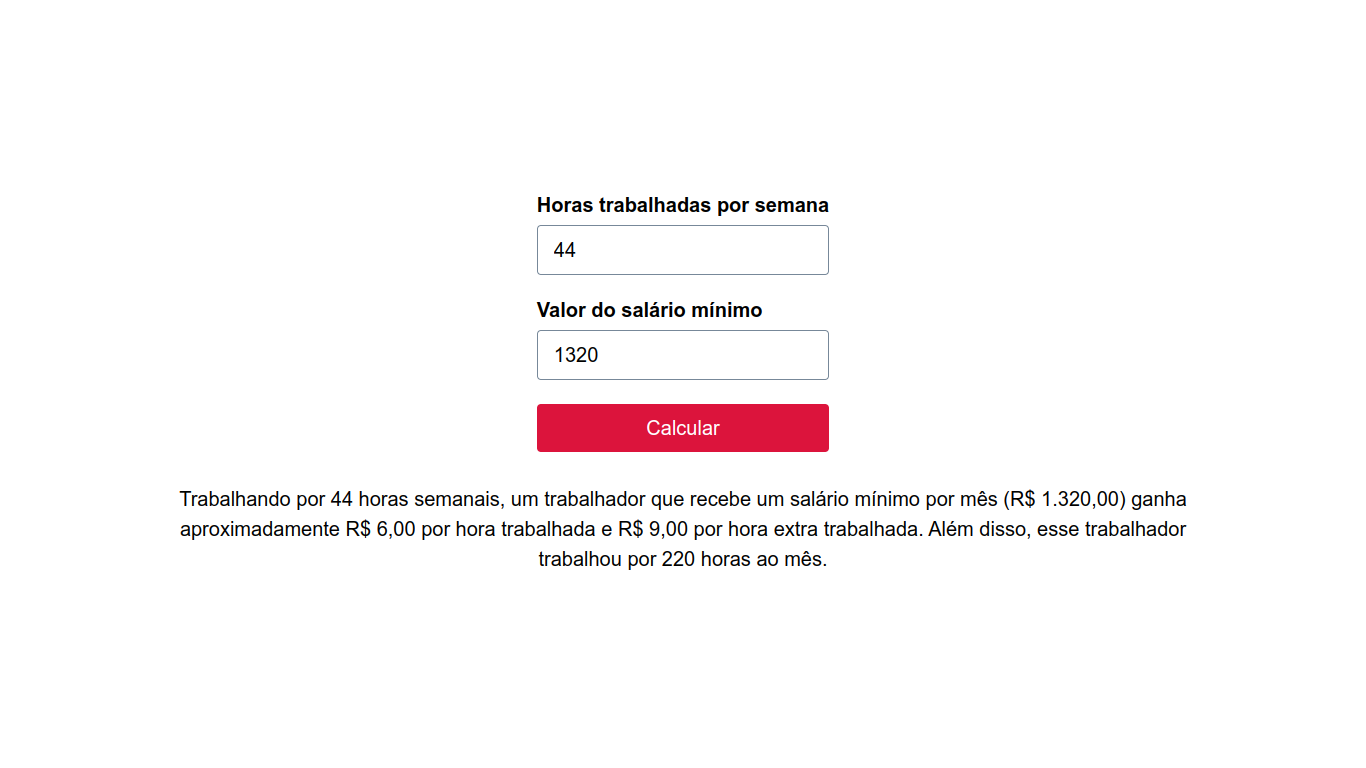 Horas trabalhadas por semana
44
Valor do salário mínimo
1320
Calcular
Trabalhando por 44 horas semanais, um trabalhador que recebe um salário mínimo por mês (R$ 1.320,00) ganha
aproximadamente R$ 6,00 por hora trabalhada e R$ 9,00 por hora extra trabalhada. Além disso, esse trabalhador
trabalhou por 220 horas ao mês.